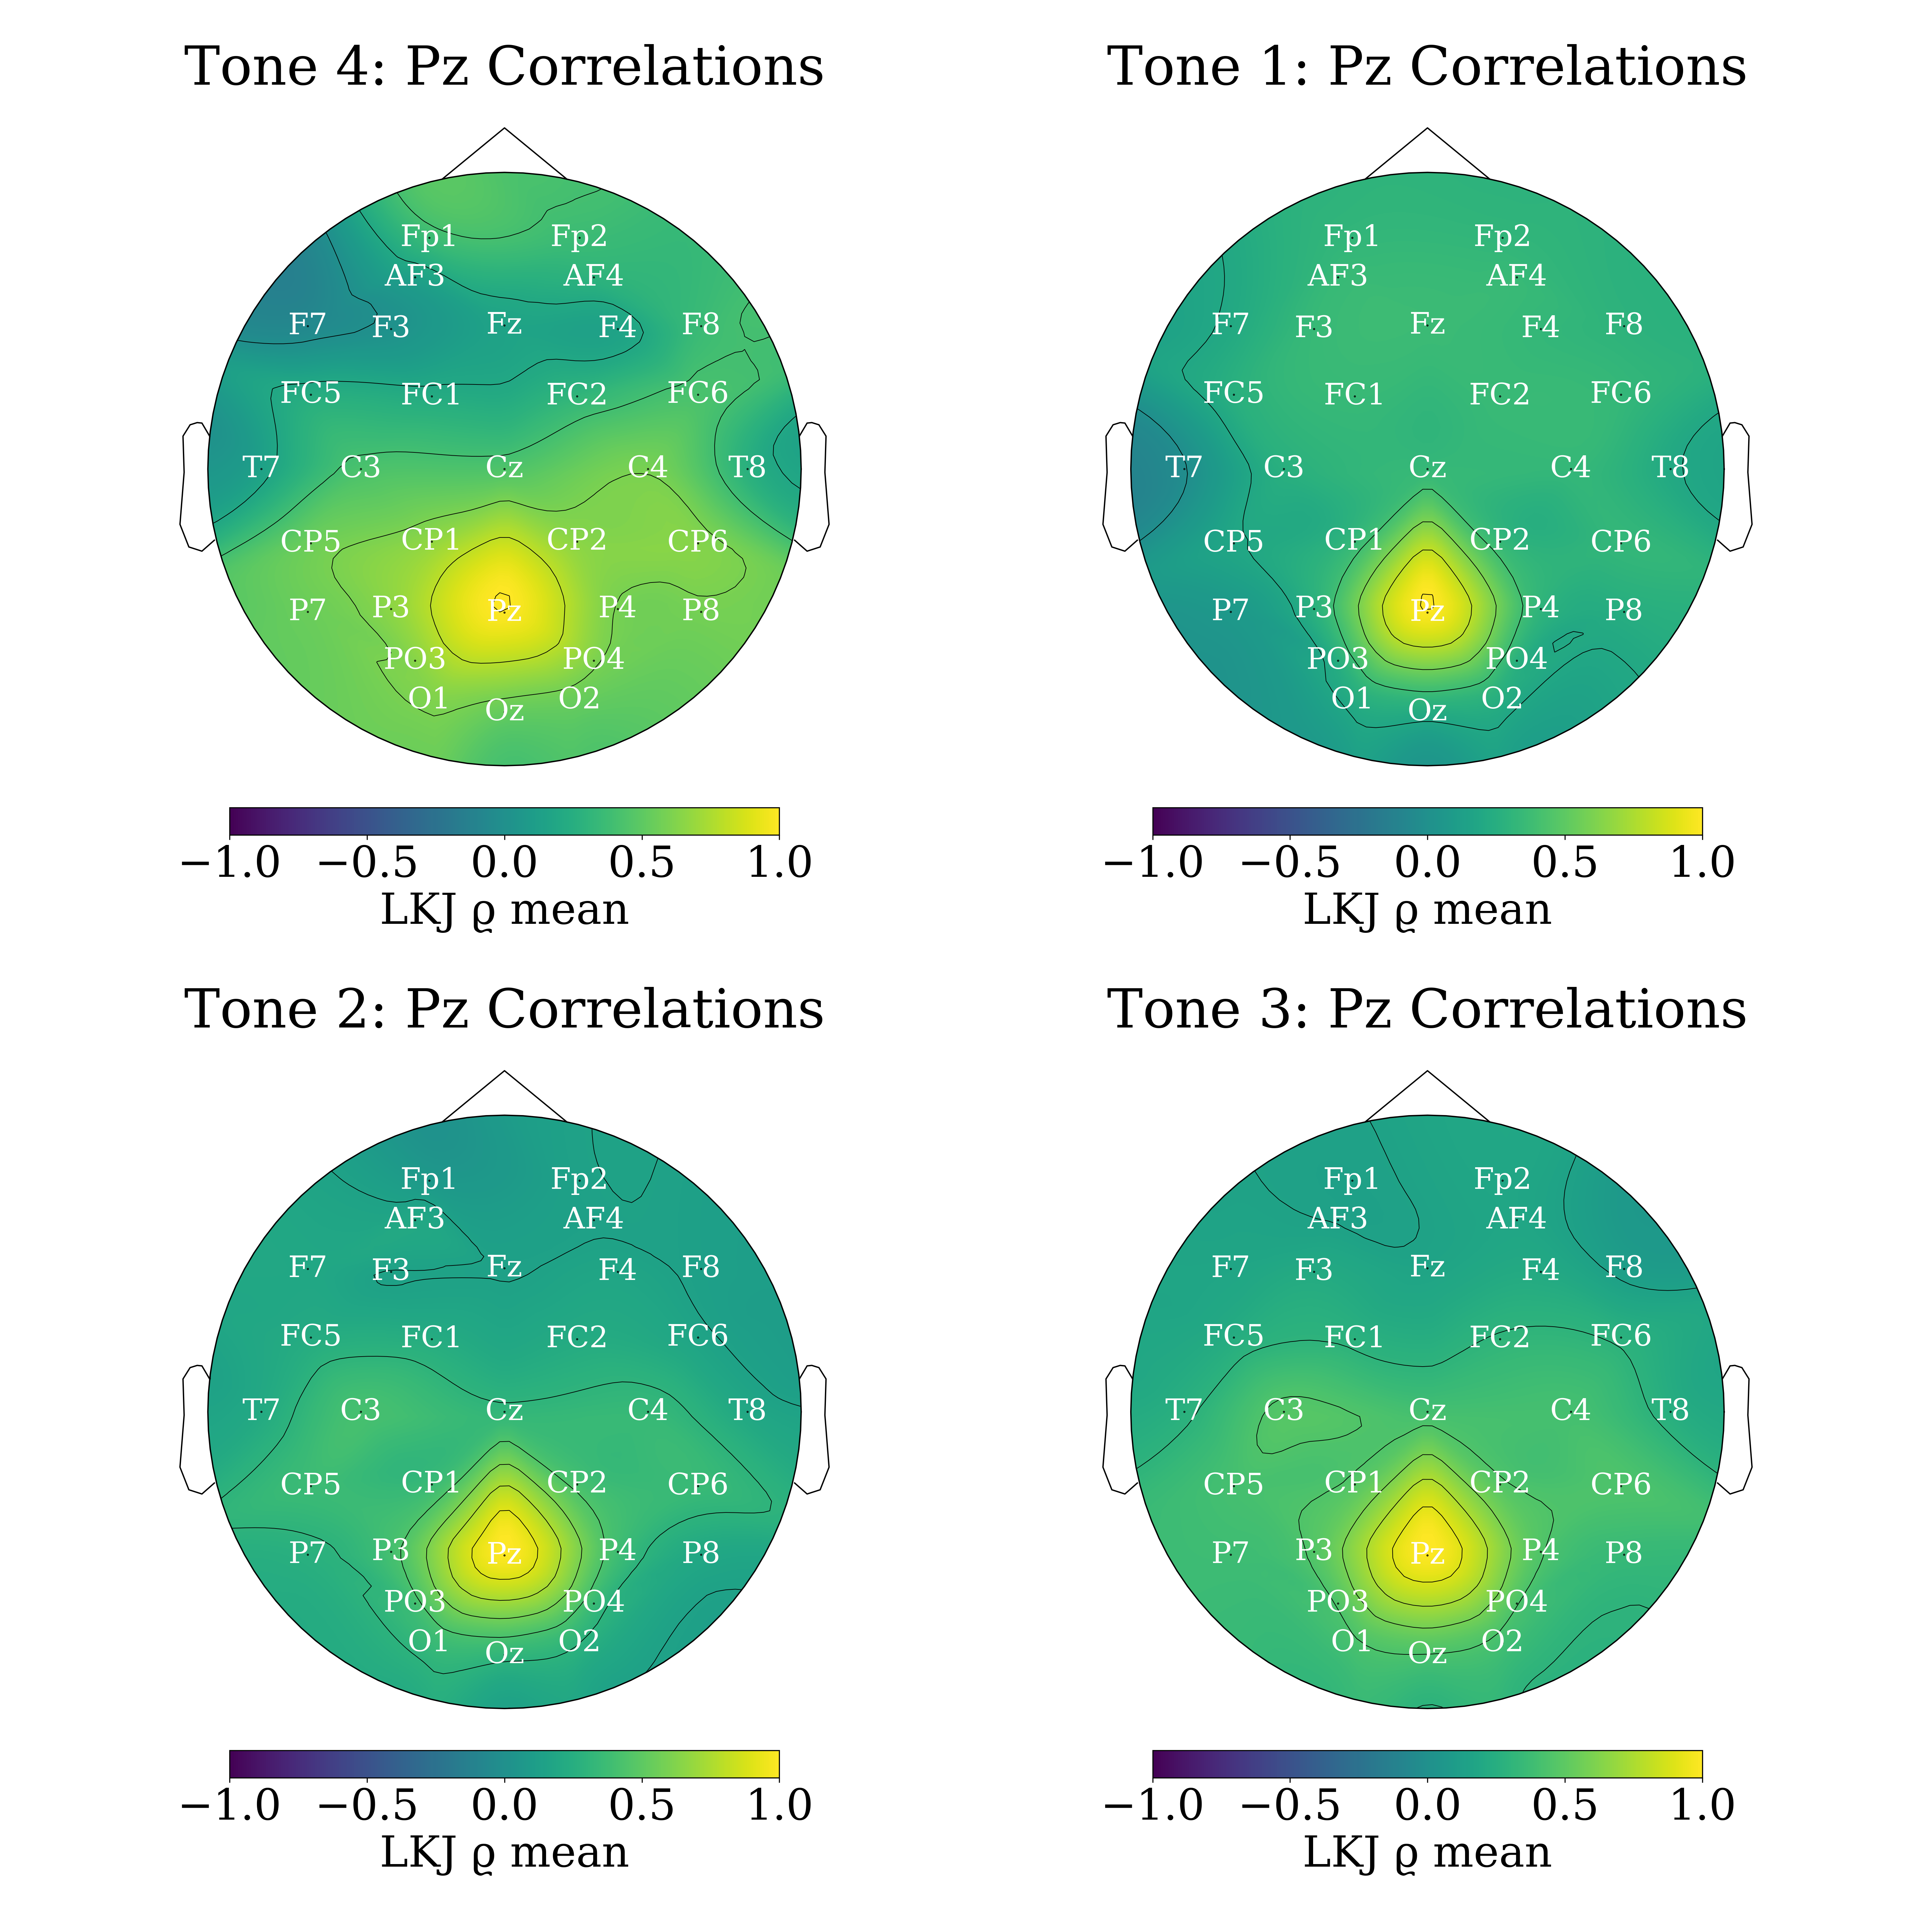 Tone 4: Pz Correlations
Fp1 Fp2
AF3 AF4
F7 F3 Fz F4 F8
FC5 FC1 FC2 FC6
T7 C3 Cz C4 T8
CP5 CP1 CP2 CP6
P7 P3 Pz P4 P8
PO3 PO4
O1 Oz O2
−1.0 −0.5 0.0 0.5 1.0
LKJ ϱ mean
Tone 1: Pz Correlations
Fp1 Fp2
AF3 AF4
F7 F3 Fz F4 F8
FC5 FC1 FC2 FC6
T7 C3 Cz C4 T8
CP5 CP1 CP2 CP6
P7 P3 Pz P4 P8
PO3 PO4
O1 Oz O2
−1.0 −0.5 0.0 0.5 1.0
LKJ ϱ mean
Tone 2: Pz Correlations
Fp1 Fp2
AF3 AF4
F7 F3 Fz F4 F8
FC5 FC1 FC2 FC6
T7 C3 Cz C4 T8
CP5 CP1 CP2 CP6
P7 P3 Pz P4 P8
PO3 PO4
O1 Oz O2
−1.0 −0.5 0.0 0.5 1.0
LKJ ϱ mean
Tone 3: Pz Correlations
Fp1 Fp2
AF3 AF4
F7 F3 Fz F4 F8
FC5 FC1 FC2 FC6
T7 C3 Cz C4 T8
CP5 CP1 CP2 CP6
P7 P3 Pz P4 P8
PO3 PO4
O1 Oz O2
−1.0 −0.5 0.0 0.5 1.0
LKJ ϱ mean